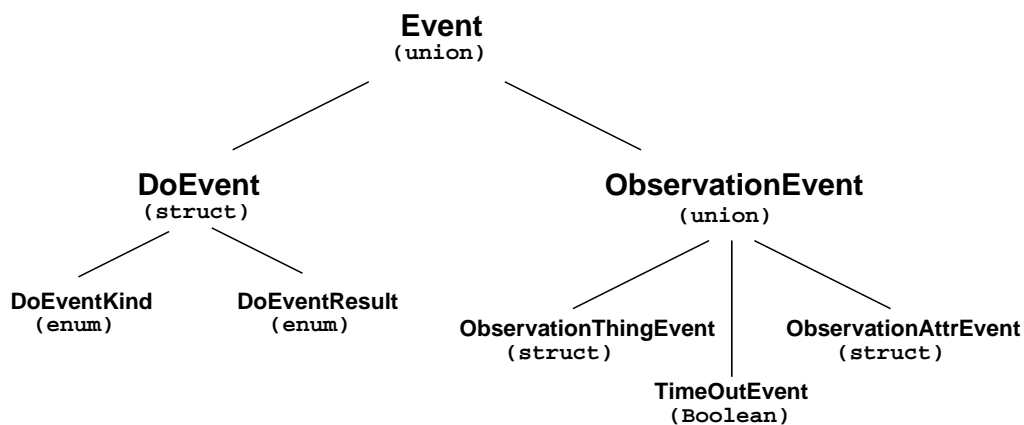 Event
(union)
DoEvent
(struct)
ObservationEvent
(union)
DoEventKind
(enum)
DoEventResult
(enum)
ObservationThingEvent
(struct)
ObservationAttrEvent
(struct)
TimeOutEvent
(Boolean)